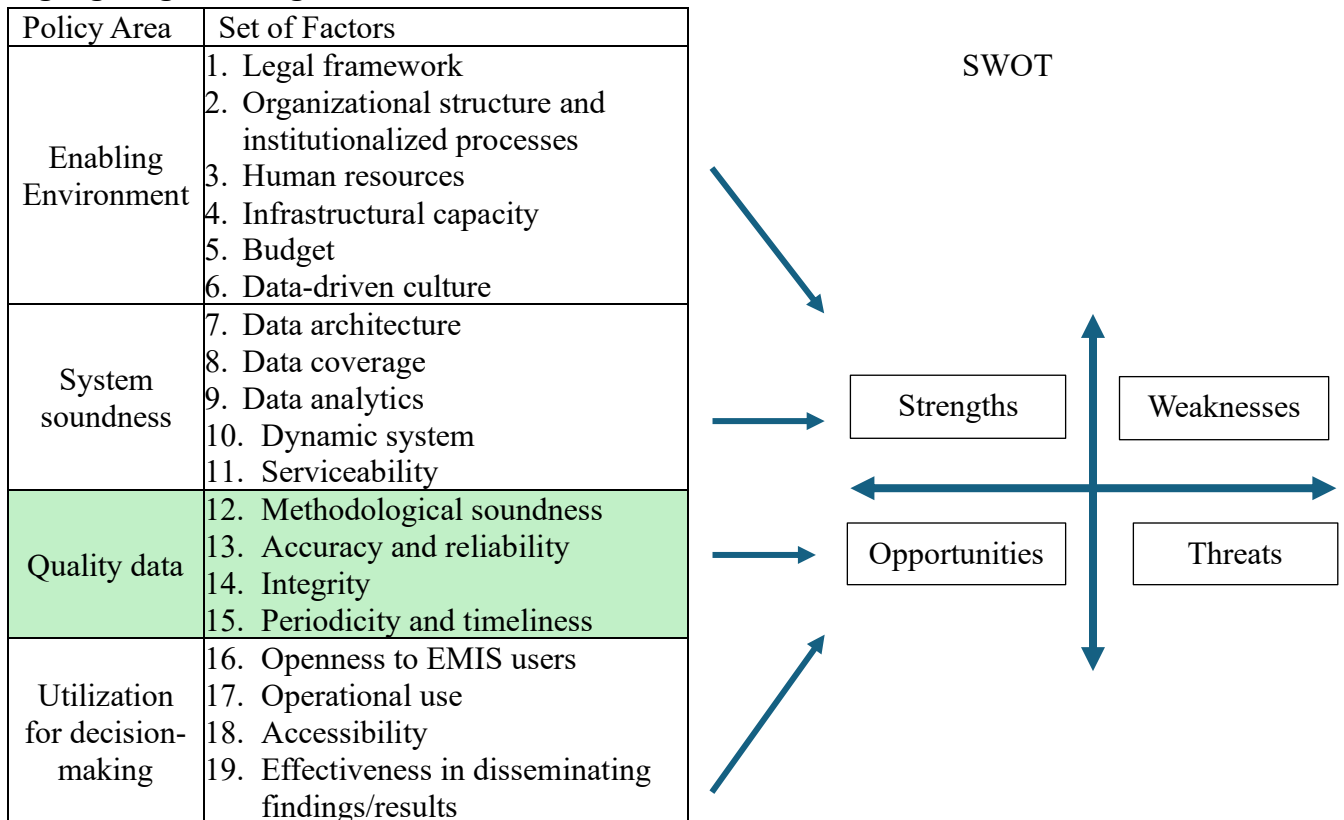 Policy Area
Set of Factors
Enabling
Environment
1. Legal framework
2. Organizational structure and
institutionalized processes
3. Human resources
4. Infrastructural capacity
5. Budget
6. Data-driven culture
System
soundness
7. Data architecture
8. Data coverage
9. Data analytics
10. Dynamic system
11. Serviceability
Quality data
12. Methodological soundness
13. Accuracy and reliability
14. Integrity
15. Periodicity and timeliness
Utilization
for decision-
making
16. Openness to EMIS users
17. Operational use
18. Accessibility
19. Effectiveness in disseminating
findings/results
SWOT
Strengths
Weaknesses
Opportunities
Threats